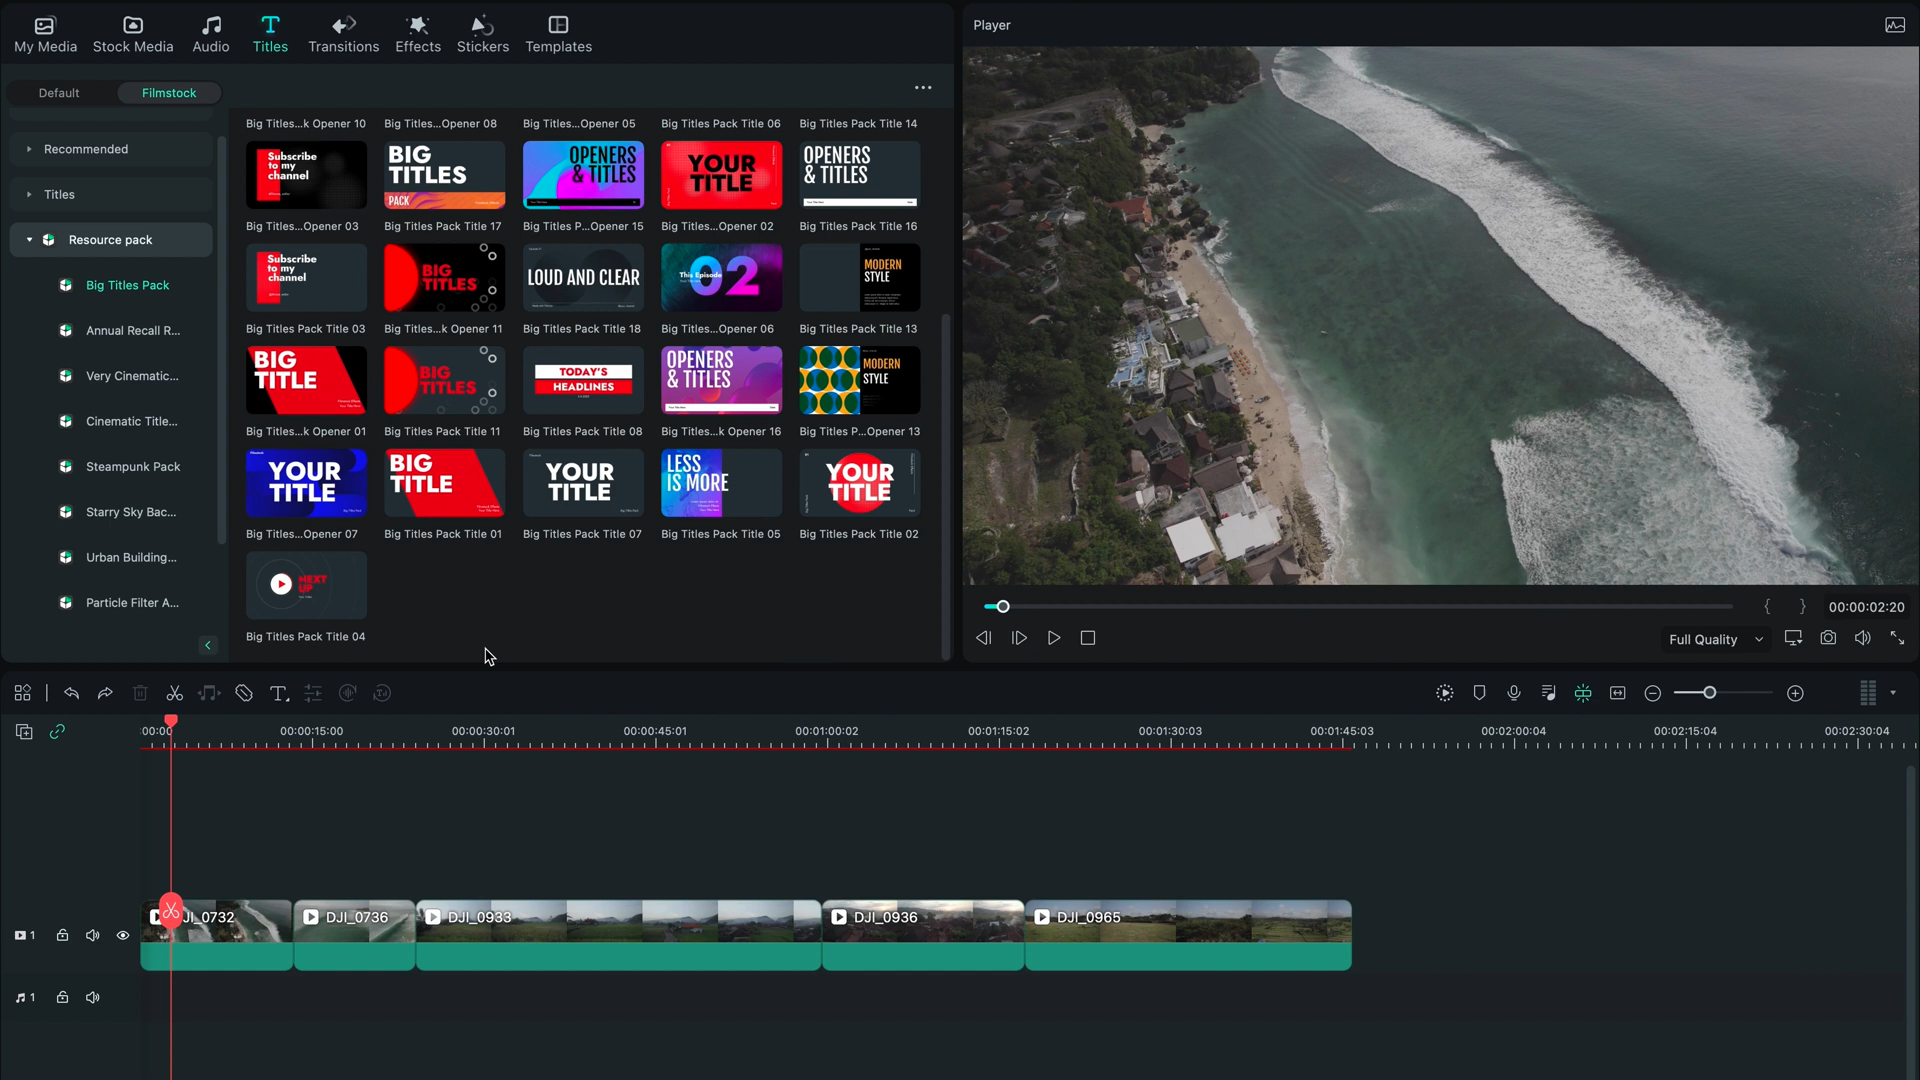 My Media
Stock Media
Audio
Titles
Transitions
Effects
Stickers
Templates
Player
Default
Filmstock
Recommended
Titles
Resource pack
Big Titles Pack
Annual Recall R...
Very Cinematic...
Cinematic Title...
Steampunk Pack
Starry Sky Bac...
Urban Building...
Particle Filter A...
Big Titles...k Opener 10
Big Titles...Opener 08
Big Titles...Opener 05
Big Titles Pack Title 06
Big Titles Pack Title 14
Subscribe
to my
channel
BIG
TITLES
PACK
OPENERS
& TITLES
YOUR
TITLE
OPENERS
& TITLES
Big Titles...Opener 03
Big Titles Pack Title 17
Big Titles P...Opener 15
Big Titles...Opener 02
Big Titles Pack Title 16
Subscribe
to my
channel
BIG
TITLES
LOUD AND CLEAR
This Episode
02
MODERN
STYLE
Big Titles Pack Title 03
Big Titles...k Opener 11
Big Titles Pack Title 18
Big Titles...Opener 06
Big Titles Pack Title 13
BIG
TITLE
BIG
TITLES
TODAY'S
HEADLINES
OPENERS
& TITLES
MODERN
STYLE
Big Titles...k Opener 01
Big Titles Pack Title 11
Big Titles Pack Title 08
Big Titles...k Opener 16
Big Titles P...Opener 13
YOUR
TITLE
BIG
TITLE
YOUR
TITLE
LESS
IS MORE
YOUR
TITLE
Big Titles...Opener 07
Big Titles Pack Title 01
Big Titles Pack Title 07
Big Titles Pack Title 05
Big Titles Pack Title 02
NEXT
UP
Big Titles Pack Title 04
{ }
00:00:02:20
Full Quality
:00:00
00:00:15:00
00:00:30:01
00:00:45:01
00:01:00:02
00:01:15:02
00:01:30:03
00:01:45:03
00:02:00:04
00:02:15:04
00:02:30:04
JI_0732
DJI_0736
DJI_0933
DJI_0936
DJI_0965
1
1